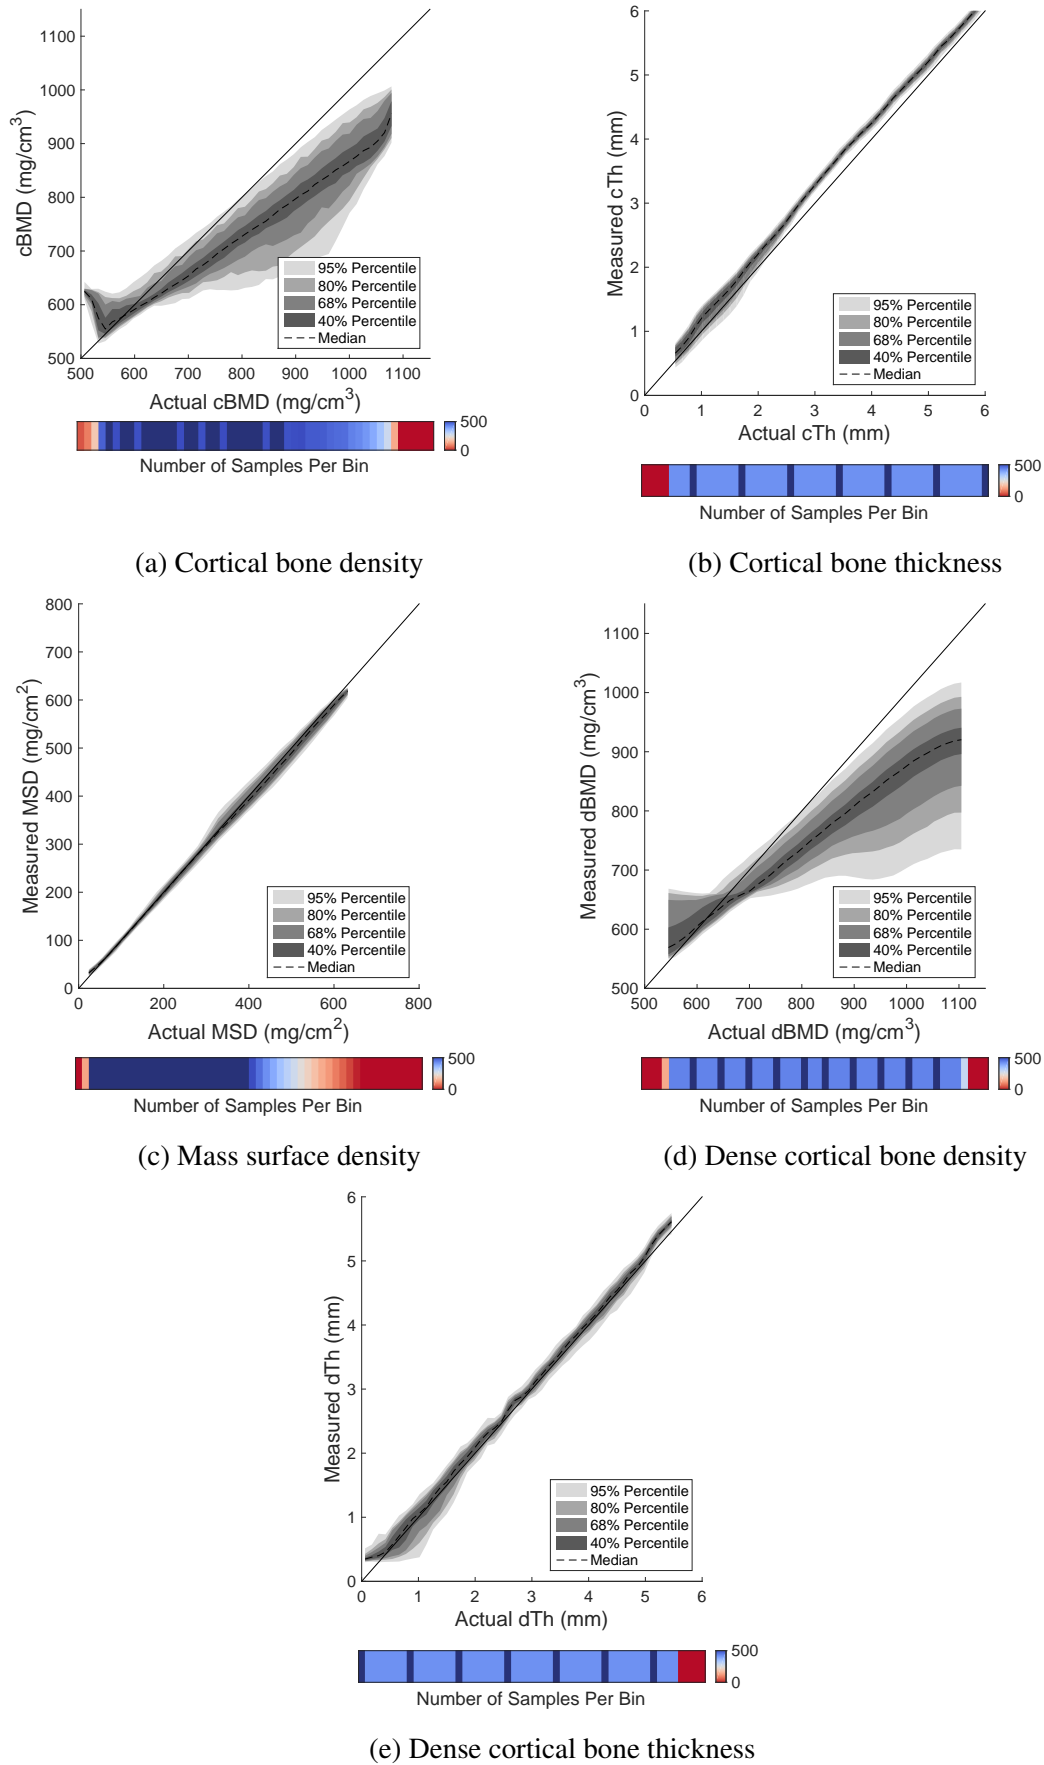 1100
1000
900
800
700
600
500
cBMD (mg/cm³)
95% Percentile
80% Percentile
68% Percentile
40% Percentile
Median
500 600 700 800 900 1000 1100
Actual cBMD (mg/cm³)
500
0
Number of Samples Per Bin
(a) Cortical bone density
6
5
4
3
2
1
0
Measured cTh (mm)
95% Percentile
80% Percentile
68% Percentile
40% Percentile
Median
0 1 2 3 4 5 6
Actual cTh (mm)
500
0
Number of Samples Per Bin
(b) Cortical bone thickness
800
700
600
500
400
300
200
100
0
Measured MSD (mg/cm²)
95% Percentile
80% Percentile
68% Percentile
40% Percentile
Median
0 200 400 600 800
Actual MSD (mg/cm²)
500
0
Number of Samples Per Bin
(c) Mass surface density
1100
1000
900
800
700
600
500
Measured dBMD (mg/cm³)
95% Percentile
80% Percentile
68% Percentile
40% Percentile
Median
500 600 700 800 900 1000 1100
Actual dBMD (mg/cm³)
500
0
Number of Samples Per Bin
(d) Dense cortical bone density
6
5
4
3
2
1
0
Measured dTh (mm)
95% Percentile
80% Percentile
68% Percentile
40% Percentile
Median
0 1 2 3 4 5 6
Actual dTh (mm)
500
0
Number of Samples Per Bin
(e) Dense cortical bone thickness